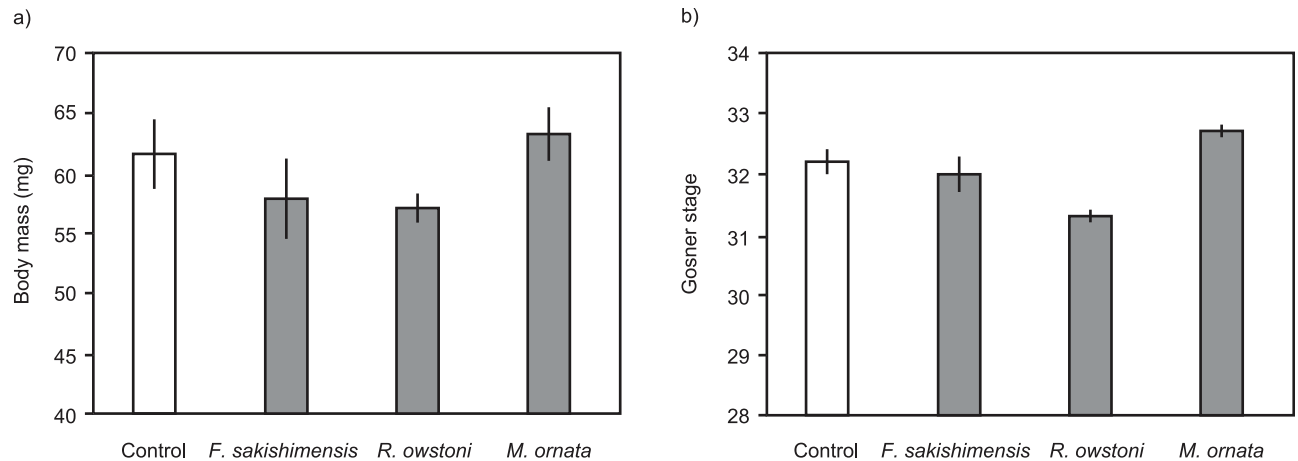 a)
Body mass (mg)
70
65
60
55
50
45
40
Control F. sakishimensis R. owstoni M. ornata
b)
Gosner stage
34
33
32
31
30
29
28
Control F. sakishimensis R. owstoni M. ornata